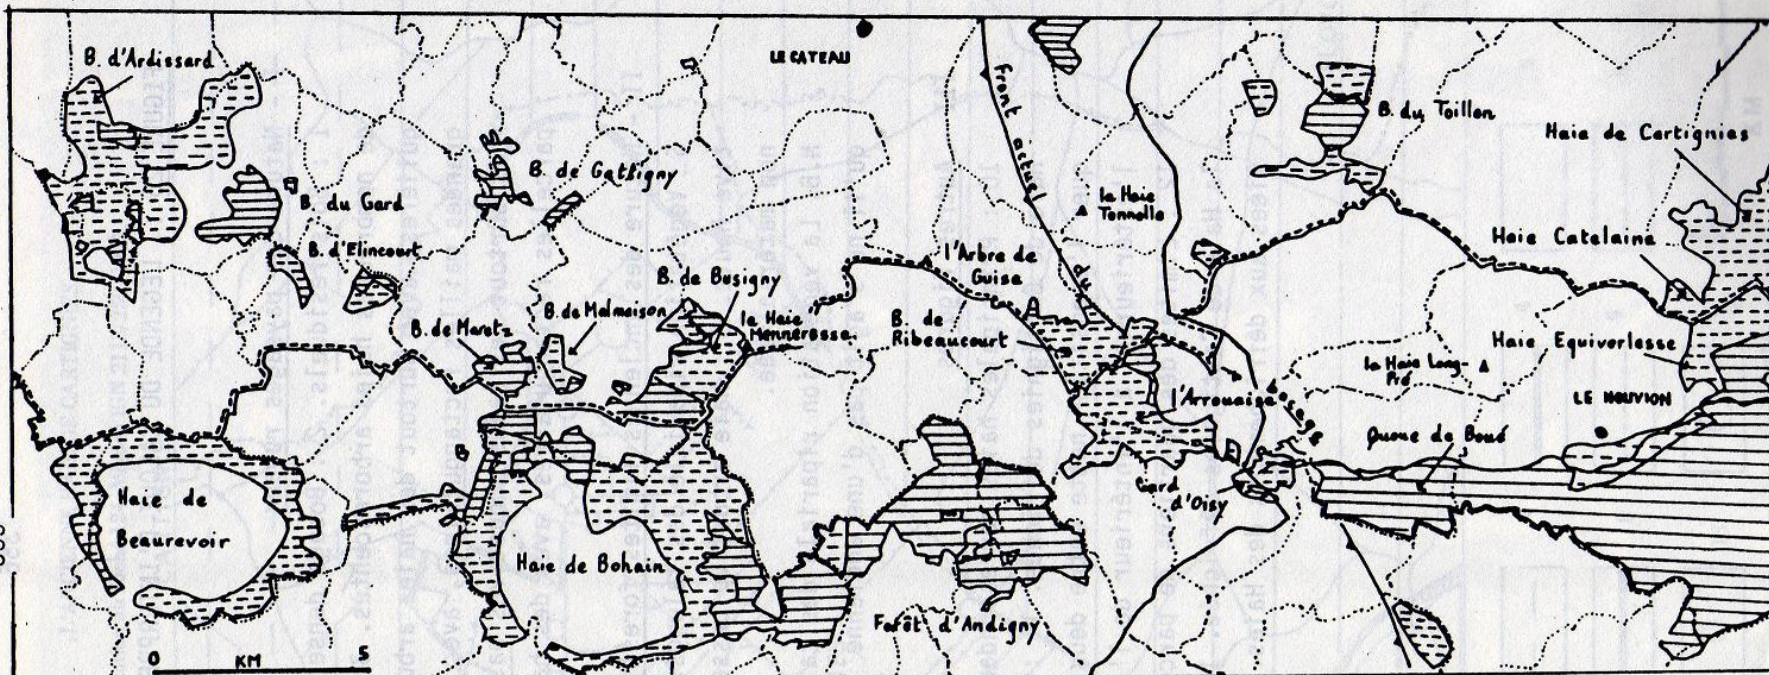 B. d'Ardissard
LE CATEAU
B. du Toillon
Haie de Cartignies
B. de Gattigny
B. du Gard
front actuel
du
bocage
la Haie
Tonnolle
B. d'Elincourt
l'Arbre de
Guise
Haie Catelaine
B. de Busigny
B. de Malmaison
la Haie
Menneresse
B. de Maretz
B. de
Ribeaucourt
Haie Equiverlesse
la Haie Long-
Pré
l'Arrouaise
LE NOUVION
Queue de Boué
Haie de
Beaurevoir
Gard
d'Oisy
Haie de Bohain
Forêt d'Andigny
0 KM 5